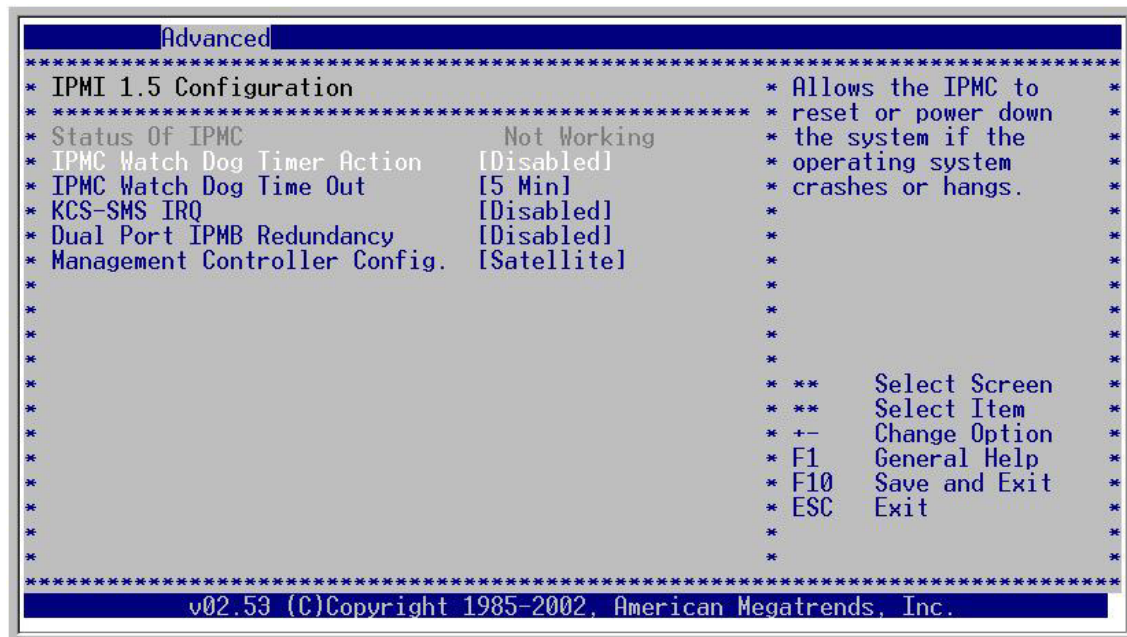 Advanced
*******************************************************************************
* IPMI 1.5 Configuration * Allows the IPMC to *
* *************************************************** * reset or power down *
* Status Of IPMC Not Working * the system if the *
* IPMC Watch Dog Timer Action [Disabled] * operating system *
* IPMC Watch Dog Time Out [5 Min] * crashes or hangs. *
* KCS-SMS IRQ [Disabled] * *
* Dual Port IPMB Redundancy [Disabled] * *
* Management Controller Config. [Satellite] * *
* * *
* * *
* * *
* * *
* * ** Select Screen *
* * ** Select Item *
* * +- Change Option *
* * F1 General Help *
* * F10 Save and Exit *
* * ESC Exit *
* * *
* * *
*******************************************************************************
v02.53 (C)Copyright 1985-2002, American Megatrends, Inc.